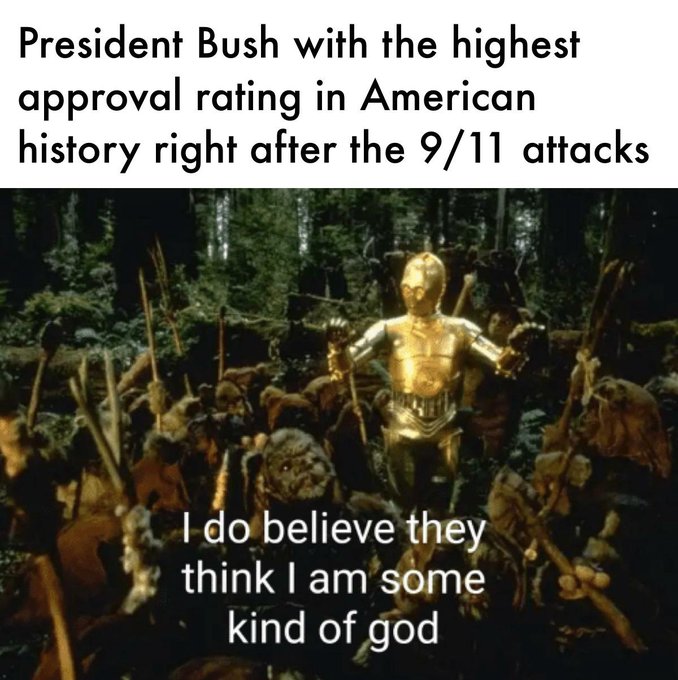 President Bush with the highest
approval rating in American
history right after the 9/11 attacks
I do believe they
think I am some
kind of god